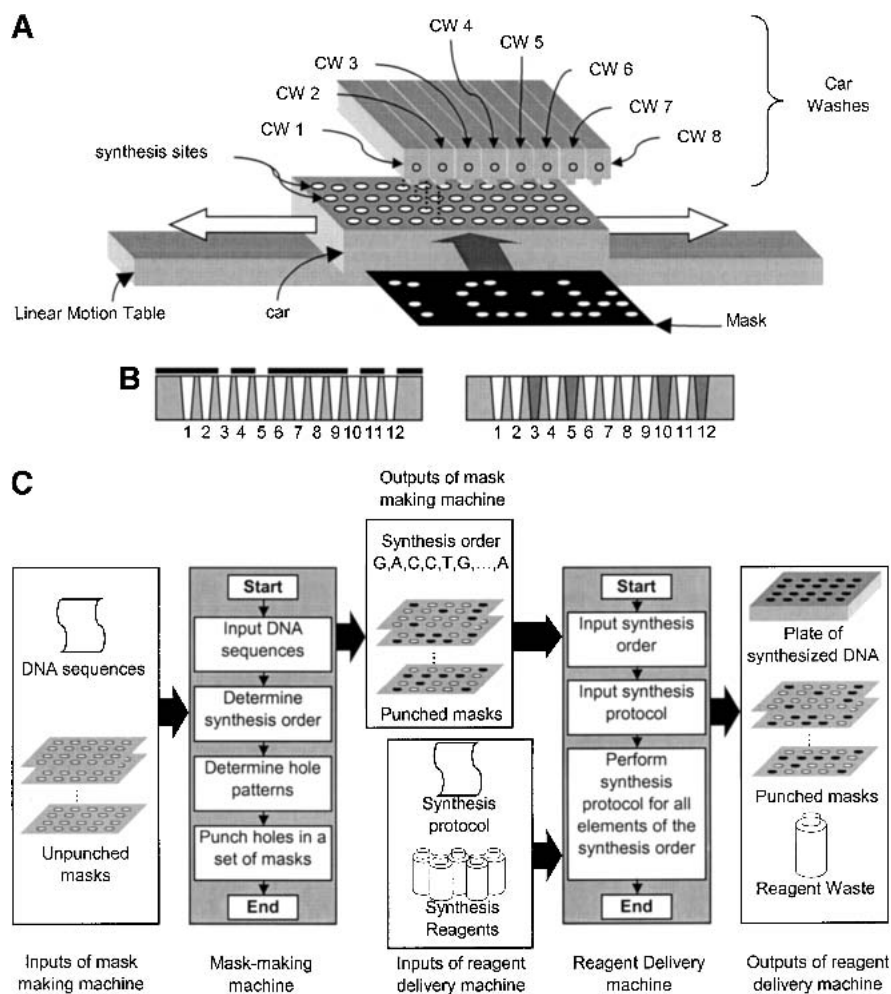 A
CW 4
CW 3
CW 5
CW 2
CW 6
CW 1
CW 7
CW 8
Car
Washes
synthesis sites
Linear Motion Table
car
Mask
B
1 2 3 4 5 6 7 8 9 10 11 12
1 2 3 4 5 6 7 8 9 10 11 12
C
DNA sequences
Unpunched
masks
Inputs of mask
making machine
Start
Input DNA
sequences
Determine
synthesis order
Determine
hole patterns
Punch holes in a
set of masks
End
Mask-making
machine
Outputs of mask
making machine
Synthesis order
G,A,C,C,T,G,...,A
Punched masks
Synthesis
protocol
Synthesis
Reagents
Inputs of reagent
delivery machine
Start
Input synthesis
order
Input synthesis
protocol
Perform
synthesis
protocol for all
elements of the
synthesis order
End
Reagent Delivery
machine
Plate of
synthesized DNA
Punched masks
Reagent Waste
Outputs of reagent
delivery machine